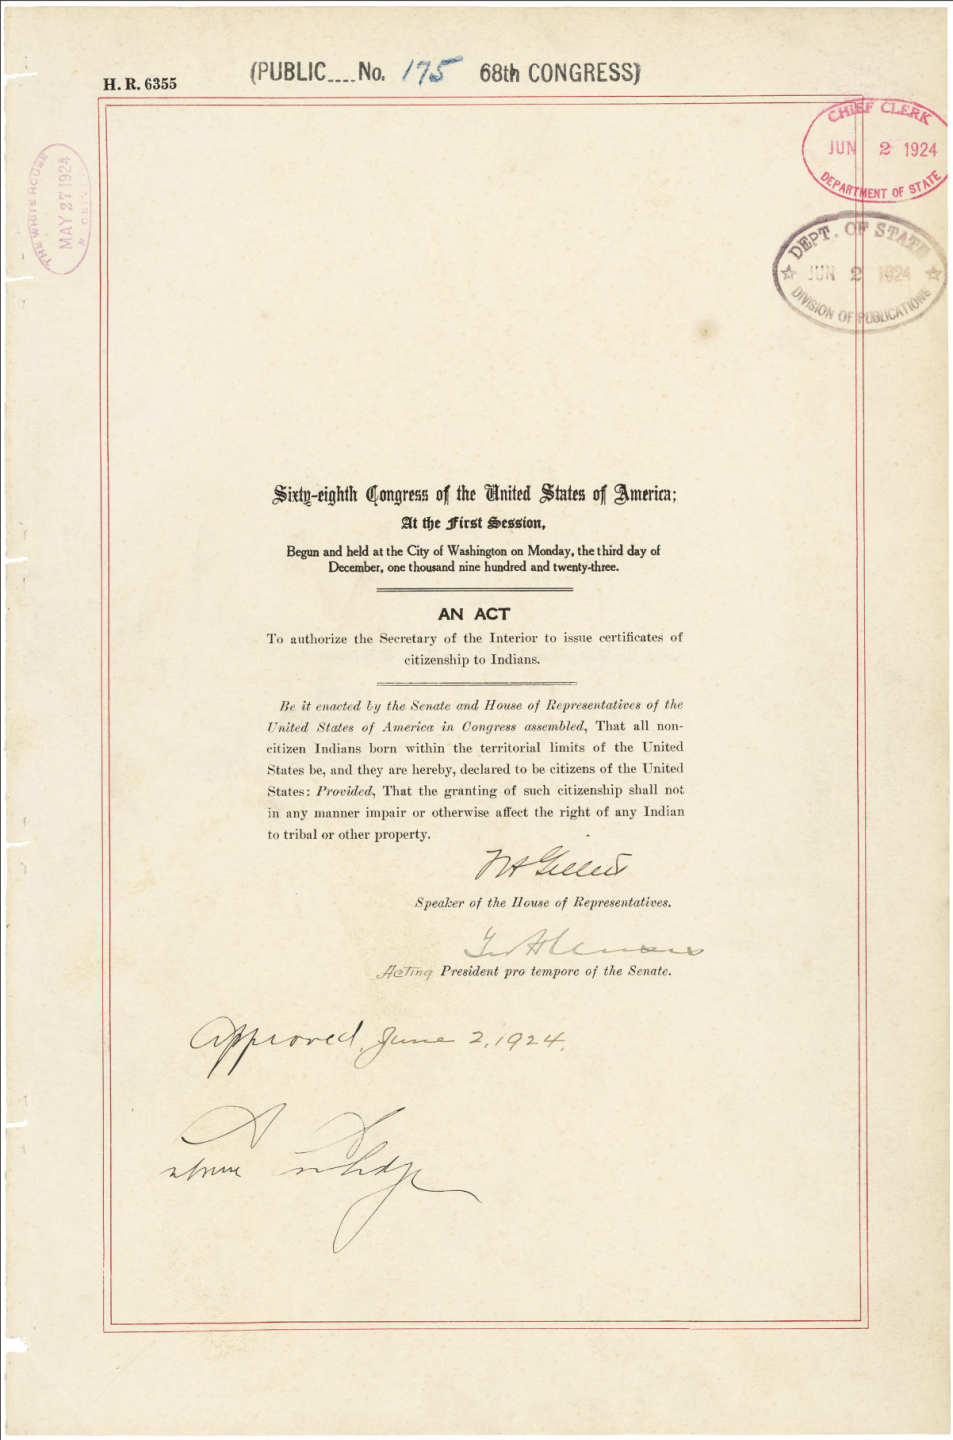 H. R. 6355
(PUBLIC....No. 175 68th CONGRESS)
CHIEF CLERK
JUN 2 1924
DEPARTMENT OF STATE
THE WHITE HOUSE
MAY 27 1924
DEPT. OF STATE
JUN 2 1924
DIVISION OF PUBLICATIONS
Sixty-eighth Congress of the United States of America;
At the First Session,
Begun and held at the City of Washington on Monday, the third day of
December, one thousand nine hundred and twenty-three.
AN ACT
To authorize the Secretary of the Interior to issue certificates of
citizenship to Indians.
Be it enacted by the Senate and House of Representatives of the
United States of America in Congress assembled, That all non-
citizen Indians born within the territorial limits of the United
States be, and they are hereby, declared to be citizens of the United
States: Provided, That the granting of such citizenship shall not
in any manner impair or otherwise affect the right of any Indian
to tribal or other property.
F H Gillett
Speaker of the House of Representatives.
Acting President pro tempore of the Senate.
Approved, June 2, 1924.
Calvin Coolidge